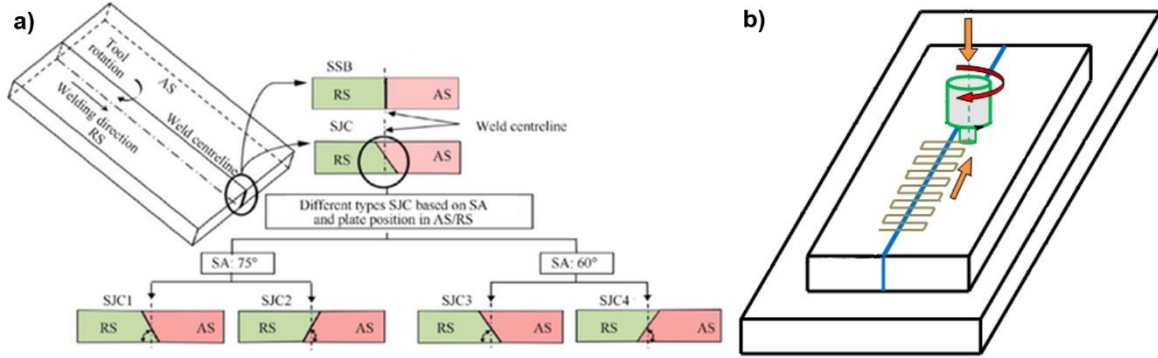 a)
Tool
rotation
AS
Welding direction
RS
Weld centreline
SSB
RS AS
Weld centreline
SJC
RS AS
Different types SJC based on SA
and plate position in AS/RS
SA: 75° SA: 60°
SJC1 SJC2 SJC3 SJC4
RS AS RS AS RS AS RS AS
b)